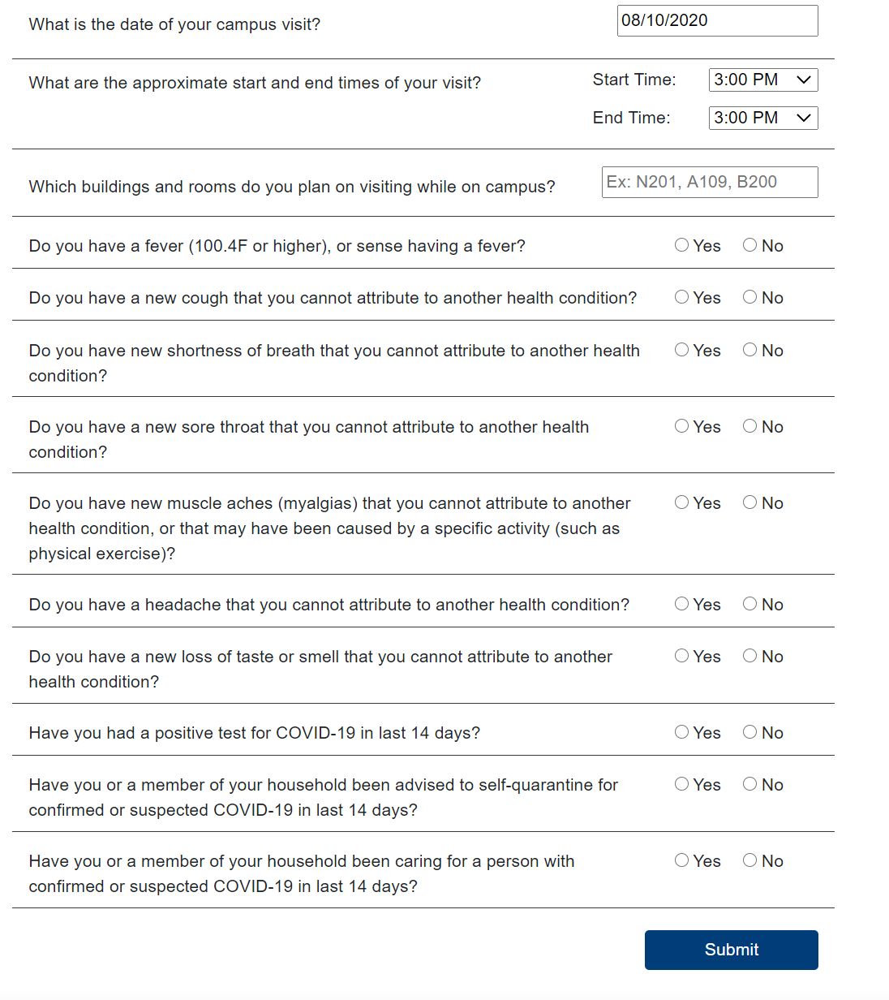 What is the date of your campus visit? 08/10/2020
What are the approximate start and end times of your visit? Start Time: 3:00 PM
End Time: 3:00 PM
Which buildings and rooms do you plan on visiting while on campus? Ex: N201, A109, B200
Do you have a fever (100.4F or higher), or sense having a fever? Yes No
Do you have a new cough that you cannot attribute to another health condition? Yes No
Do you have new shortness of breath that you cannot attribute to another health Yes No
condition?
Do you have a new sore throat that you cannot attribute to another health Yes No
condition?
Do you have new muscle aches (myalgias) that you cannot attribute to another Yes No
health condition, or that may have been caused by a specific activity (such as
physical exercise)?
Do you have a headache that you cannot attribute to another health condition? Yes No
Do you have a new loss of taste or smell that you cannot attribute to another Yes No
health condition?
Have you had a positive test for COVID-19 in last 14 days? Yes No
Have you or a member of your household been advised to self-quarantine for Yes No
confirmed or suspected COVID-19 in last 14 days?
Have you or a member of your household been caring for a person with Yes No
confirmed or suspected COVID-19 in last 14 days?
Submit